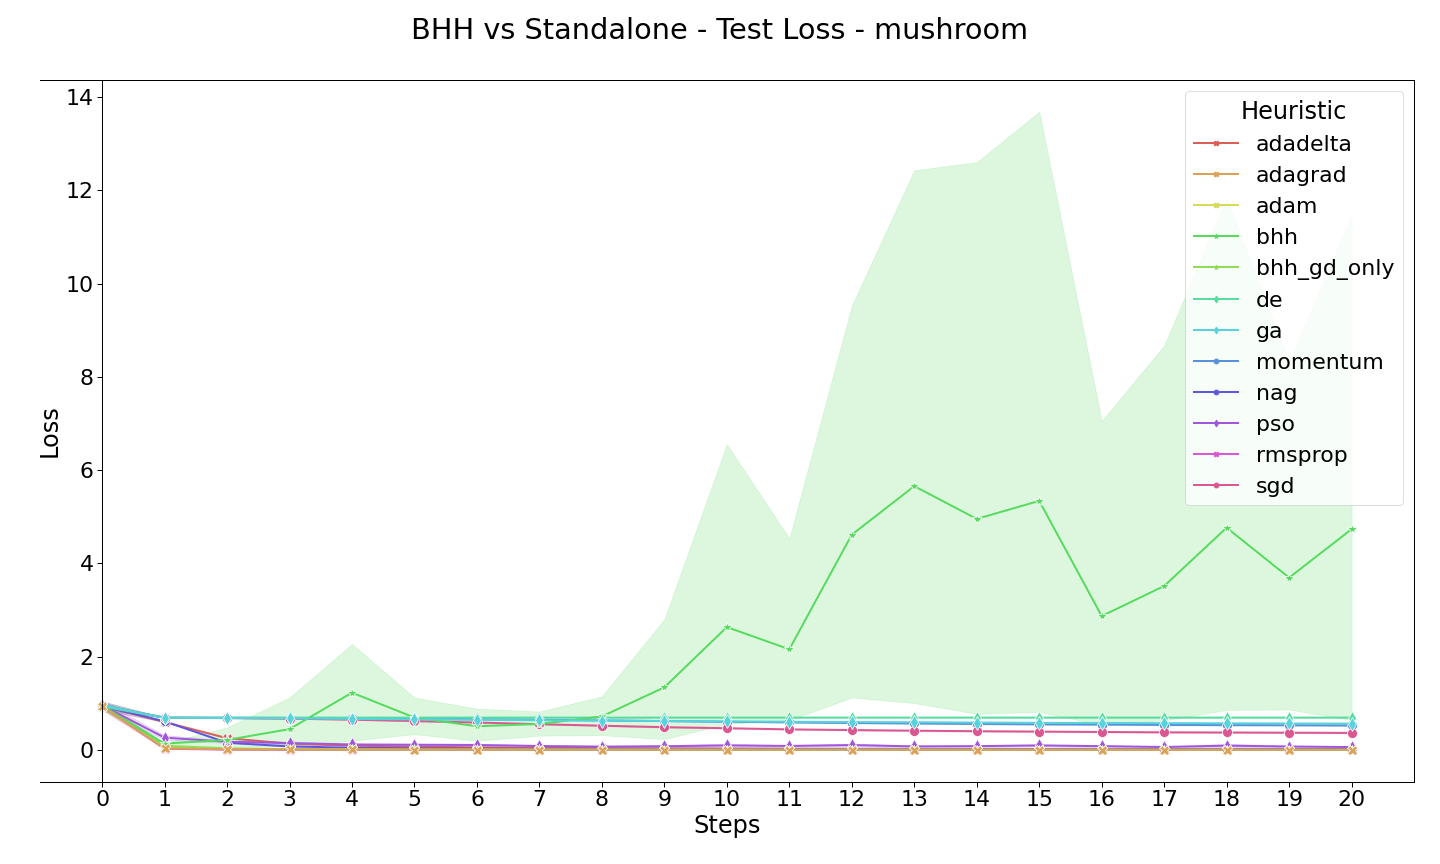 BHH vs Standalone - Test Loss - mushroom
14
12
10
8
6
4
2
0
Loss
Heuristic
adadelta
adagrad
adam
bhh
bhh_gd_only
de
ga
momentum
nag
pso
rmsprop
sgd
0 1 2 3 4 5 6 7 8 9 10 11 12 13 14 15 16 17 18 19 20
Steps